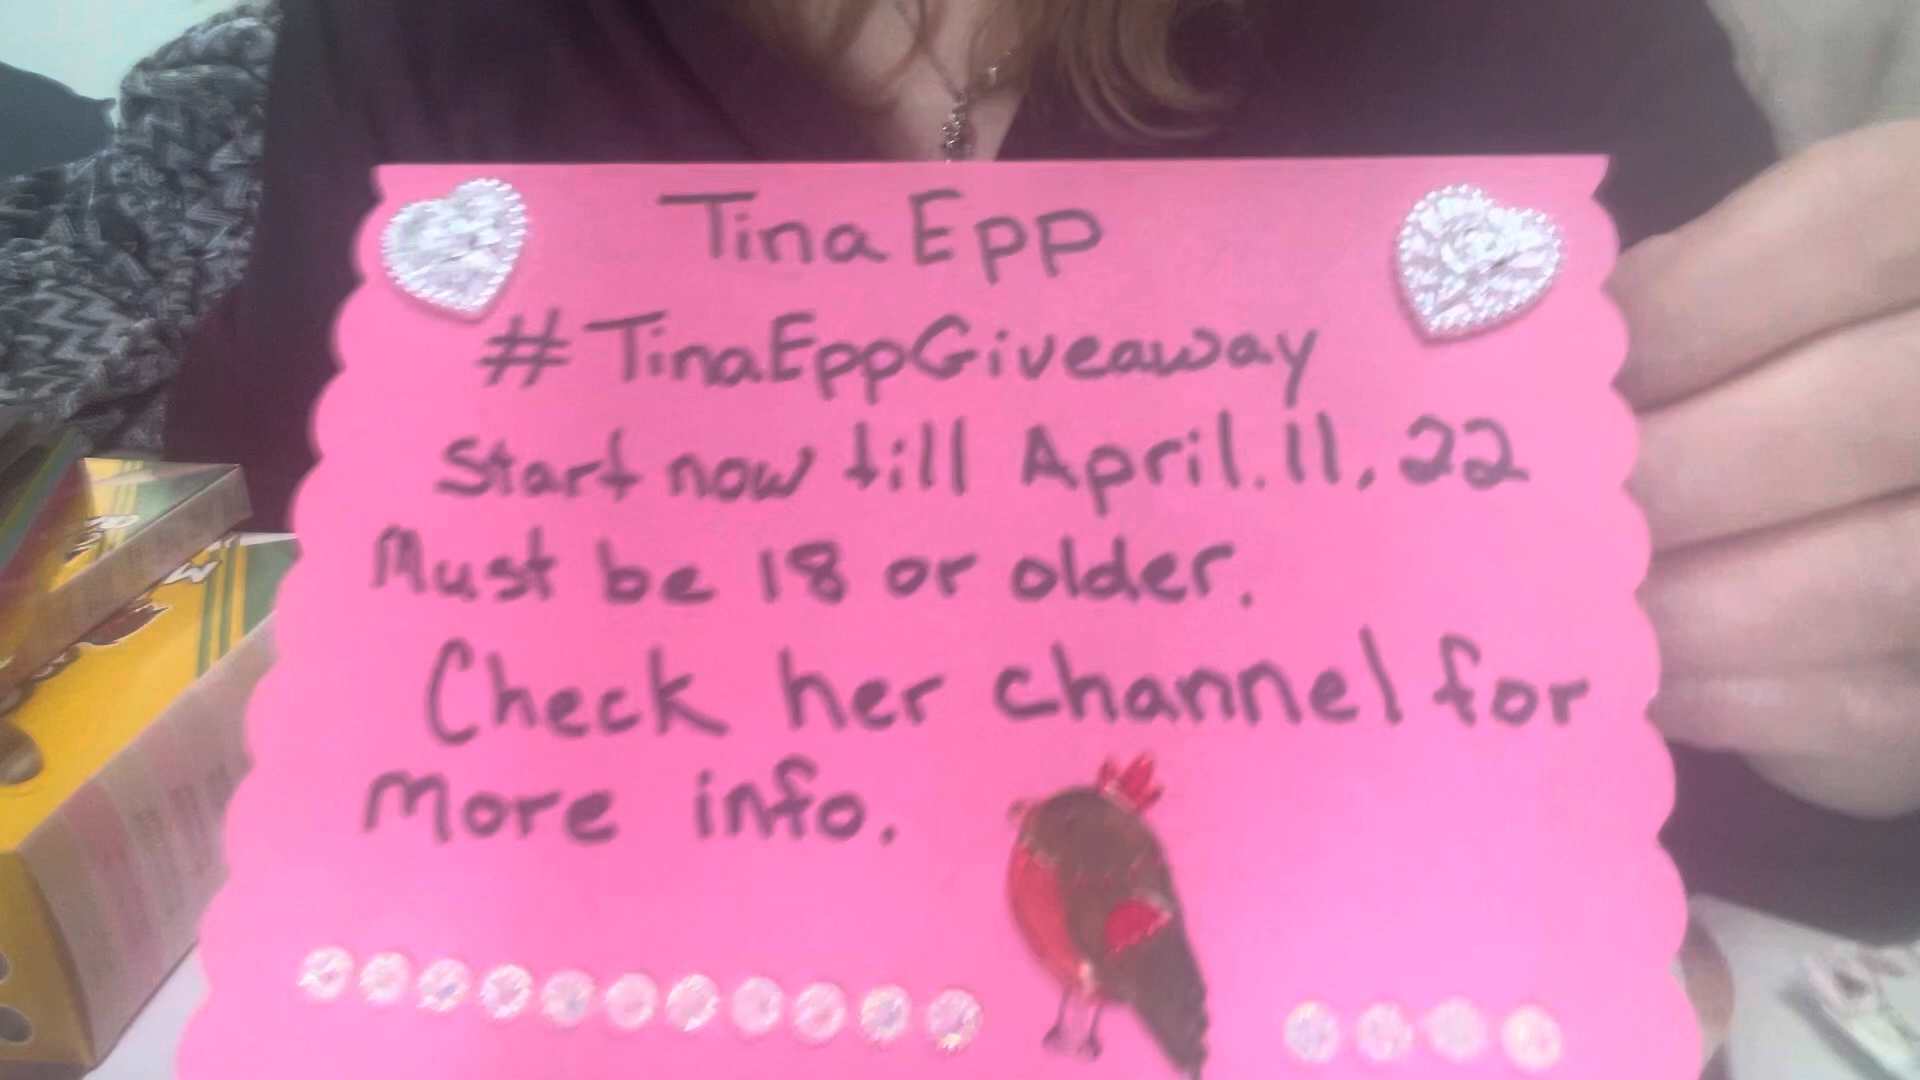 Tina Epp
#TinaEppGiveaway
Start now till April.11,22
Must be 18 or older.
Check her channel for
more info.